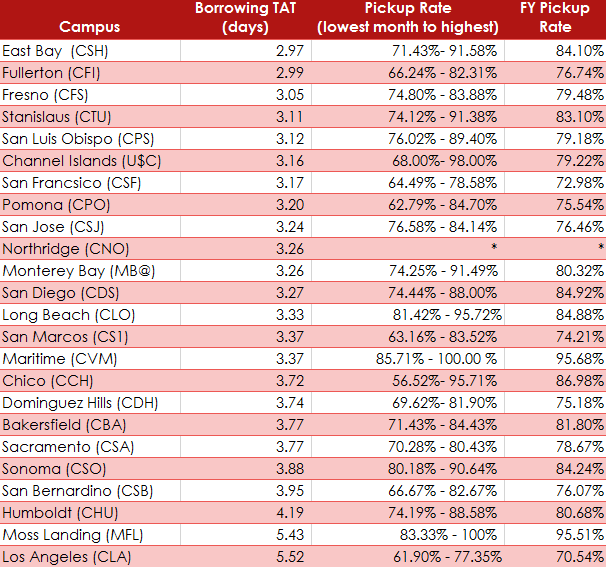 Campus Borrowing TAT (days) Pickup Rate (lowest month to highest) FY Pickup Rate
East Bay (CSH) 2.97 71.43%- 91.58% 84.10%
Fullerton (CFI) 2.99 66.24% - 82.31% 76.74%
Fresno (CFS) 3.05 74.80% - 83.88% 79.48%
Stanislaus (CTU) 3.11 74.12% - 91.38% 83.10%
San Luis Obispo (CPS) 3.12 76.02% - 89.40% 79.18%
Channel Islands (U$C) 3.16 68.00%- 98.00% 79.22%
San Francsico (CSF) 3.17 64.49% - 78.58% 72.98%
Pomona (CPO) 3.20 62.79% - 84.70% 75.54%
San Jose (CSJ) 3.24 76.58% - 84.14% 76.46%
Northridge (CNO) 3.26 * *
Monterey Bay (MB@) 3.26 74.25% - 91.49% 80.32%
San Diego (CDS) 3.27 74.44% - 88.00% 84.92%
Long Beach (CLO) 3.33 81.42% - 95.72% 84.88%
San Marcos (CS1) 3.37 63.16% - 83.52% 74.21%
Maritime (CVM) 3.37 85.71% - 100.00 % 95.68%
Chico (CCH) 3.72 56.52%- 95.71% 86.98%
Dominguez Hills (CDH) 3.74 69.62%- 81.90% 75.18%
Bakersfield (CBA) 3.77 71.43% - 84.43% 81.80%
Sacramento (CSA) 3.77 70.28% - 80.43% 78.67%
Sonoma (CSO) 3.88 80.18% - 90.64% 84.24%
San Bernardino (CSB) 3.95 66.67% - 82.67% 76.07%
Humboldt (CHU) 4.19 74.19% - 88.58% 80.68%
Moss Landing (MFL) 5.43 83.33% - 100% 95.51%
Los Angeles (CLA) 5.52 61.90% - 77.35% 70.54%